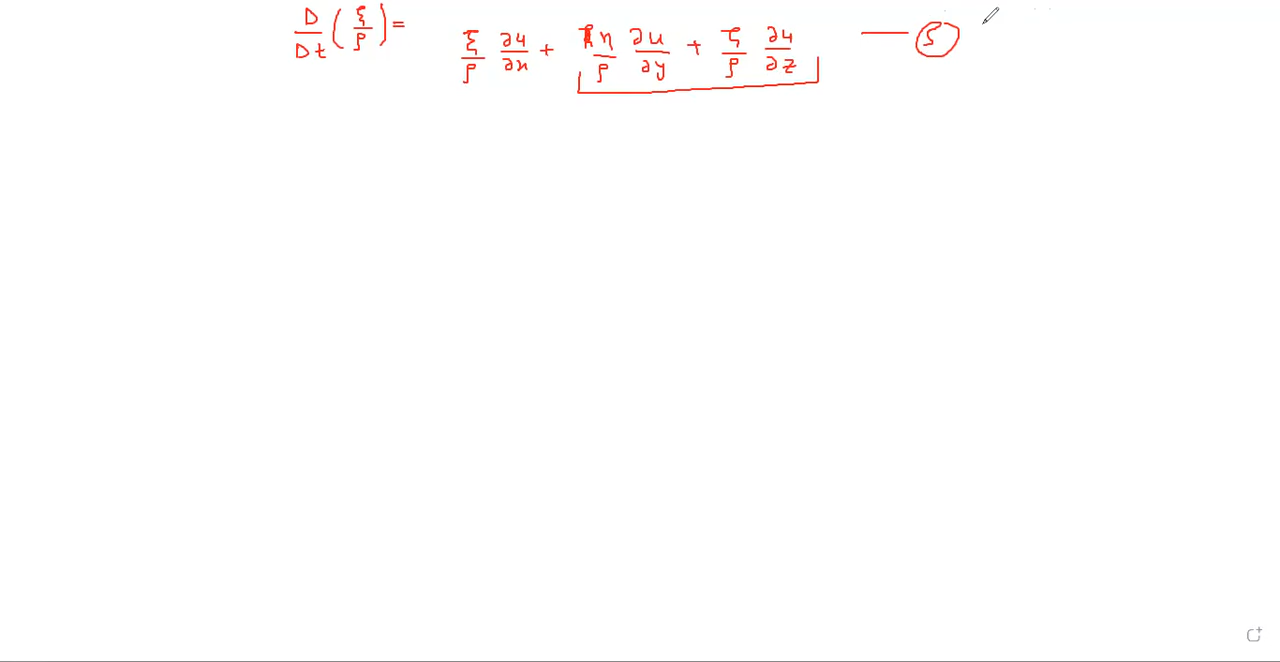 D/Dt (ξ/ρ) = ξ/ρ ∂u/∂x + η/ρ ∂u/∂y + ζ/ρ ∂u/∂z —— (5)